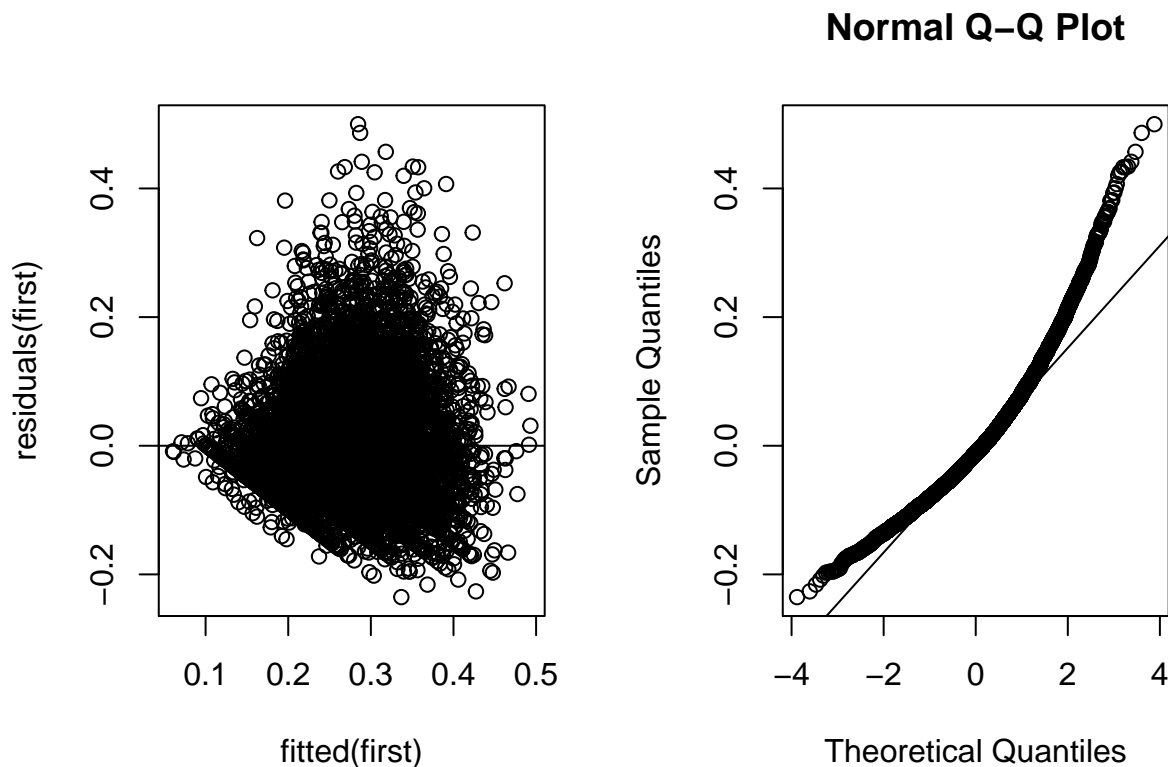 Normal Q−Q Plot
residuals(first)
0.4
0.2
0.0
−0.2
0.1 0.2 0.3 0.4 0.5
fitted(first)
Sample Quantiles
0.4
0.2
0.0
−0.2
−4 −2 0 2 4
Theoretical Quantiles